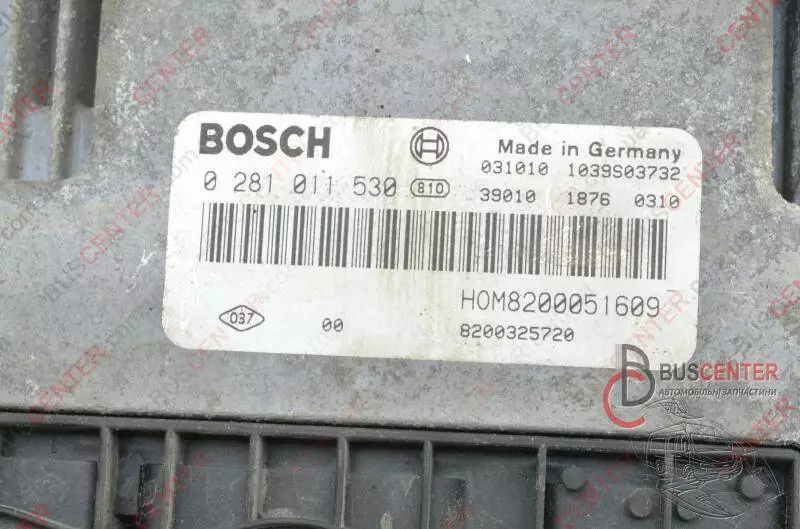 BOSCH
Made in Germany
031010 1039S03732
0 281 011 530 810 39010 1876 0310
HOM8200051609
037 00 8200325720
BUSCENTER
АВТОМОБІЛЬНІ ЗАПЧАСТИНИ